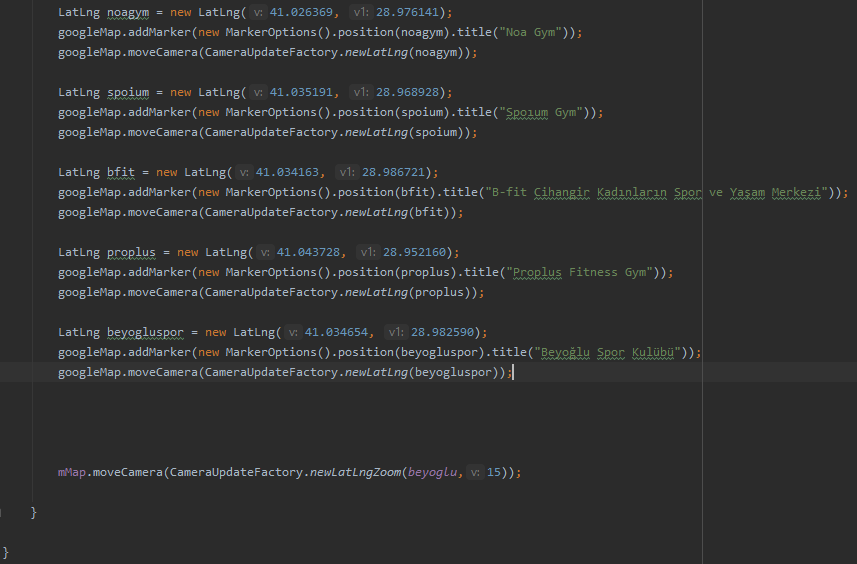 LatLng noagym = new LatLng( v: 41.026369, v1: 28.976141);
googleMap.addMarker(new MarkerOptions().position(noagym).title("Noa Gym"));
googleMap.moveCamera(CameraUpdateFactory.newLatLng(noagym));
LatLng spoium = new LatLng( v: 41.035191, v1: 28.968928);
googleMap.addMarker(new MarkerOptions().position(spoium).title("Spoıum Gym"));
googleMap.moveCamera(CameraUpdateFactory.newLatLng(spoium));
LatLng bfit = new LatLng( v: 41.034163, v1: 28.986721);
googleMap.addMarker(new MarkerOptions().position(bfit).title("B-fit Cihangir Kadınların Spor ve Yaşam Merkezi"));
googleMap.moveCamera(CameraUpdateFactory.newLatLng(bfit));
LatLng proplus = new LatLng( v: 41.043728, v1: 28.952160);
googleMap.addMarker(new MarkerOptions().position(proplus).title("Proplus Fitness Gym"));
googleMap.moveCamera(CameraUpdateFactory.newLatLng(proplus));
LatLng beyogluspor = new LatLng( v: 41.034654, v1: 28.982590);
googleMap.addMarker(new MarkerOptions().position(beyogluspor).title("Beyoğlu Spor Kulübü"));
googleMap.moveCamera(CameraUpdateFactory.newLatLng(beyogluspor));
mMap.moveCamera(CameraUpdateFactory.newLatLngZoom(beyoglu, v: 15));
}
}